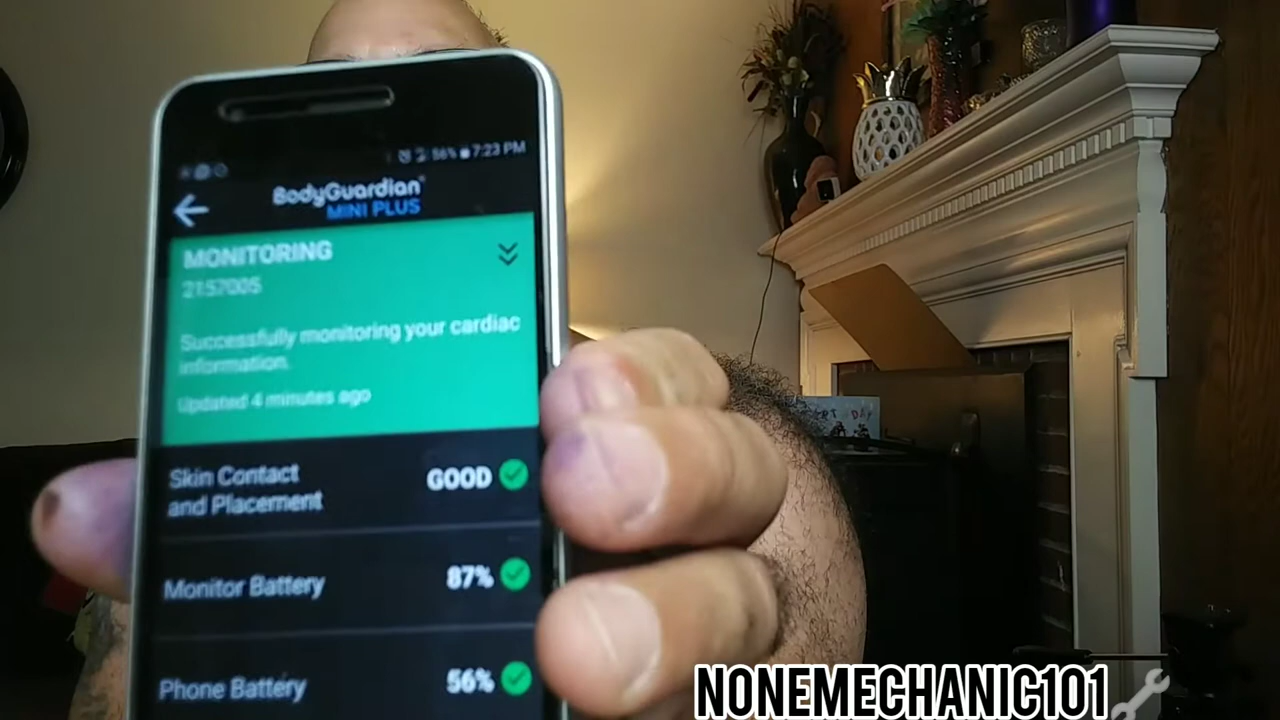 56% 7:23 PM
BodyGuardian
MINI PLUS
MONITORING
2157005
Successfully monitoring your cardiac
information.
Updated 4 minutes ago
Skin Contact
and Placement
GOOD
Monitor Battery
87%
Phone Battery
56%
NONEMECHANIC101